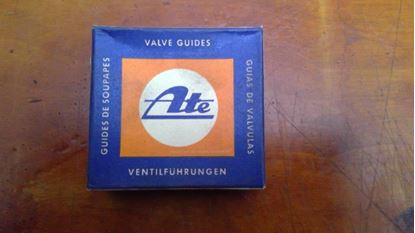 VALVE GUIDES
GUIDES DE SOUPAPES
Ate
GUIAS DE VALVULAS
VENTILFÜHRUNGEN